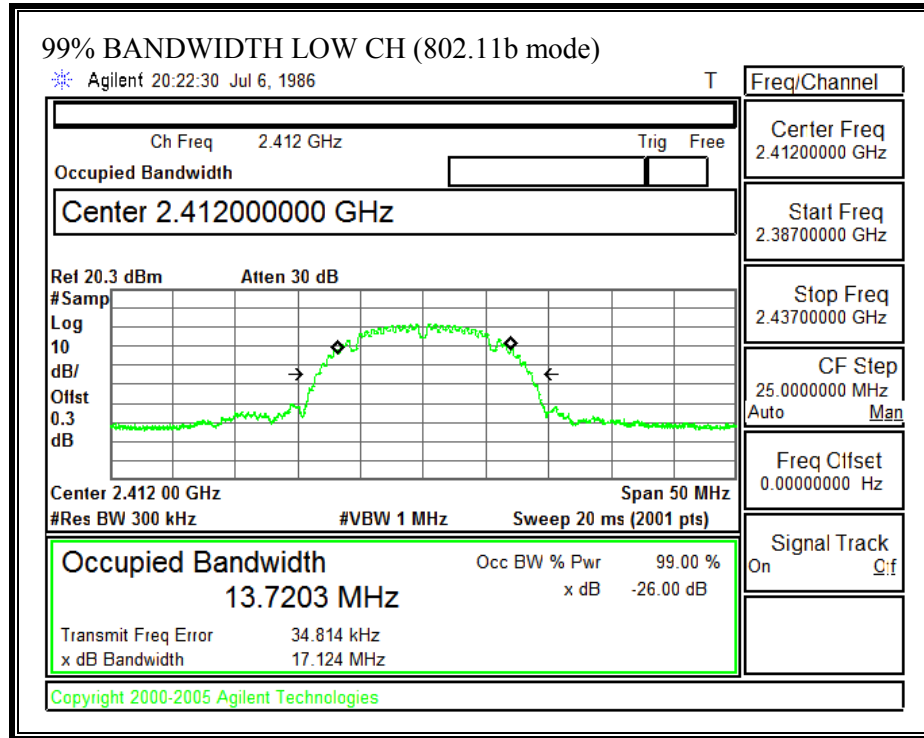 99% BANDWIDTH LOW CH (802.11b mode)
Agilent 20:22:30 Jul 6, 1986 T
Freq/Channel
Ch Freq 2.412 GHz Trig Free
Occupied Bandwidth
Center 2.412000000 GHz
Ref 20.3 dBm Atten 30 dB
#Samp
Log
10
dB/
Offst
0.3
dB
Center 2.412 00 GHz Span 50 MHz
#Res BW 300 kHz #VBW 1 MHz Sweep 20 ms (2001 pts)
Occupied Bandwidth Occ BW % Pwr 99.00 %
13.7203 MHz x dB -26.00 dB
Transmit Freq Error 34.814 kHz
x dB Bandwidth 17.124 MHz
Copyright 2000-2005 Agilent Technologies
Center Freq
2.41200000 GHz
Start Freq
2.38700000 GHz
Stop Freq
2.43700000 GHz
CF Step
25.0000000 MHz
Auto Man
Freq Offset
0.00000000 Hz
Signal Track
On Off